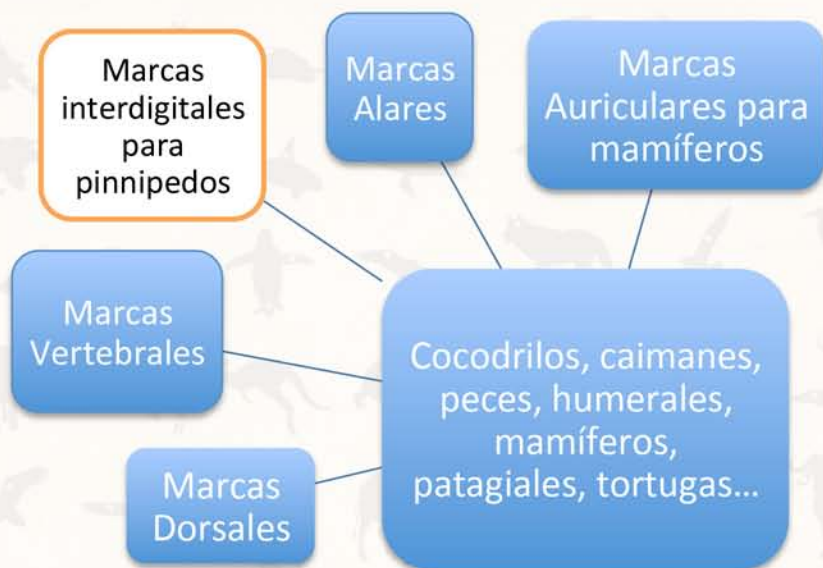 Marcas
interdigitales
para
pinnipedos
Marcas
Alares
Marcas
Auriculares para
mamíferos
Marcas
Vertebrales
Cocodrilos, caimanes,
peces, humerales,
mamíferos,
patagiales, tortugas...
Marcas
Dorsales